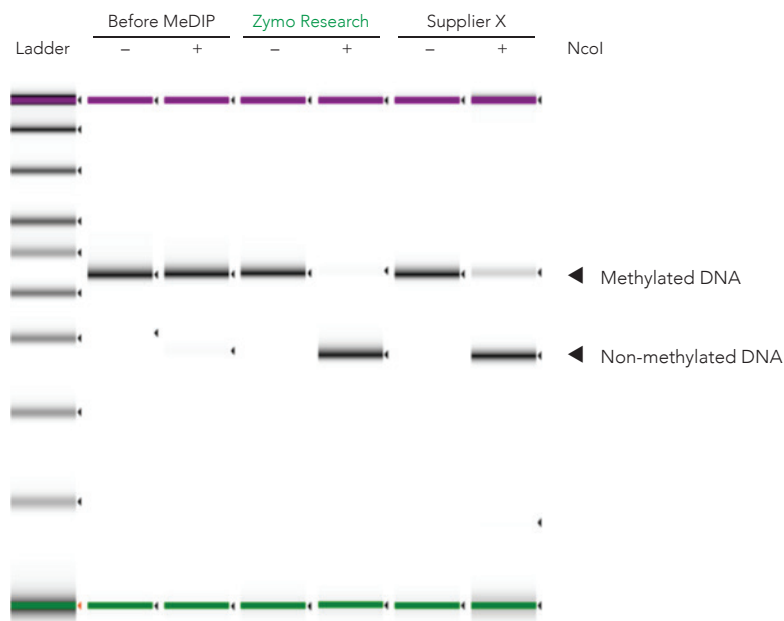 Before MeDIP Zymo Research Supplier X
Ladder – + – + – + NcoI
◀ Methylated DNA
◀ Non-methylated DNA